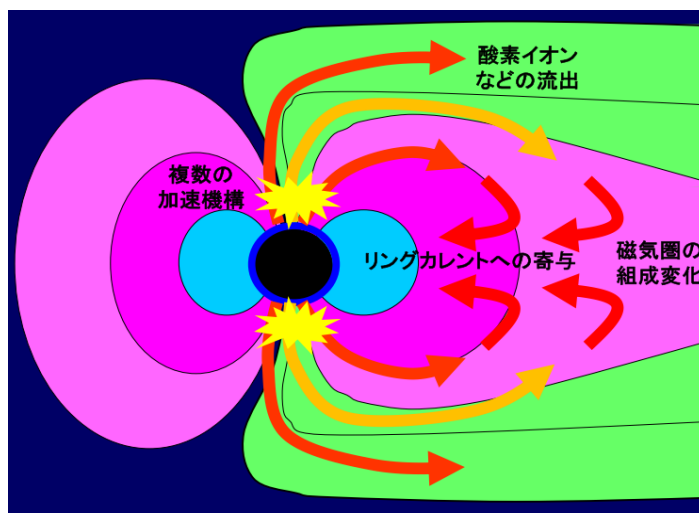 酸素イオン
などの流出
複数の
加速機構
リングカレントへの寄与
磁気圏の
組成変化